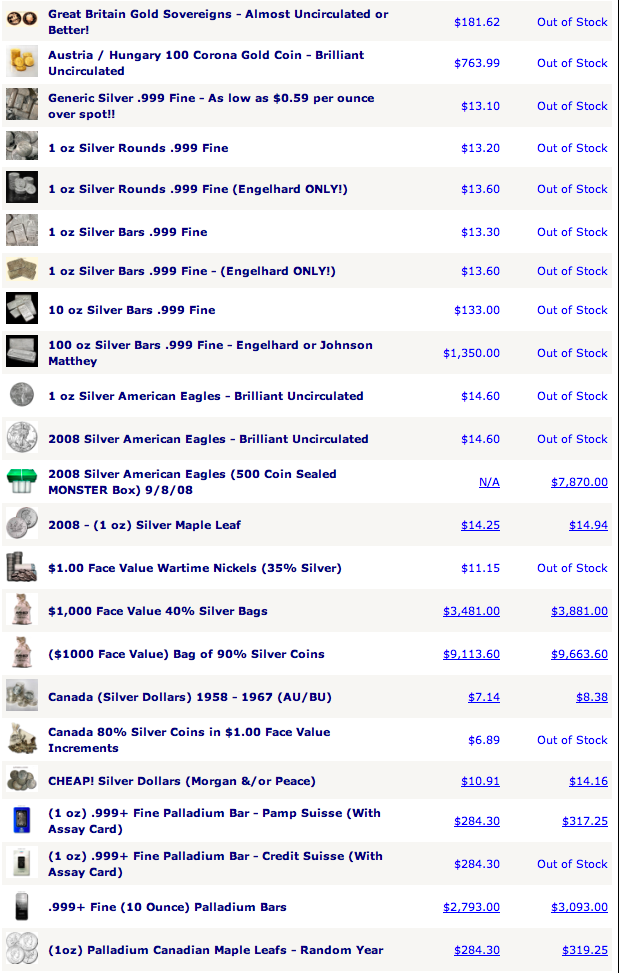 Great Britain Gold Sovereigns - Almost Uncirculated or Better! $181.62 Out of Stock
Austria / Hungary 100 Corona Gold Coin - Brilliant Uncirculated $763.99 Out of Stock
Generic Silver .999 Fine - As low as $0.59 per ounce over spot!! $13.10 Out of Stock
1 oz Silver Rounds .999 Fine $13.20 Out of Stock
1 oz Silver Rounds .999 Fine (Engelhard ONLY!) $13.60 Out of Stock
1 oz Silver Bars .999 Fine $13.30 Out of Stock
1 oz Silver Bars .999 Fine - (Engelhard ONLY!) $13.60 Out of Stock
10 oz Silver Bars .999 Fine $133.00 Out of Stock
100 oz Silver Bars .999 Fine - Engelhard or Johnson Matthey $1,350.00 Out of Stock
1 oz Silver American Eagles - Brilliant Uncirculated $14.60 Out of Stock
2008 Silver American Eagles - Brilliant Uncirculated $14.60 Out of Stock
2008 Silver American Eagles (500 Coin Sealed MONSTER Box) 9/8/08 N/A $7,870.00
2008 - (1 oz) Silver Maple Leaf $14.25 $14.94
$1.00 Face Value Wartime Nickels (35% Silver) $11.15 Out of Stock
$1,000 Face Value 40% Silver Bags $3,481.00 $3,881.00
($1000 Face Value) Bag of 90% Silver Coins $9,113.60 $9,663.60
Canada (Silver Dollars) 1958 - 1967 (AU/BU) $7.14 $8.38
Canada 80% Silver Coins in $1.00 Face Value Increments $6.89 Out of Stock
CHEAP! Silver Dollars (Morgan &/or Peace) $10.91 $14.16
(1 oz) .999+ Fine Palladium Bar - Pamp Suisse (With Assay Card) $284.30 $317.25
(1 oz) .999+ Fine Palladium Bar - Credit Suisse (With Assay Card) $284.30 Out of Stock
.999+ Fine (10 Ounce) Palladium Bars $2,793.00 $3,093.00
(1oz) Palladium Canadian Maple Leafs - Random Year $284.30 $319.25